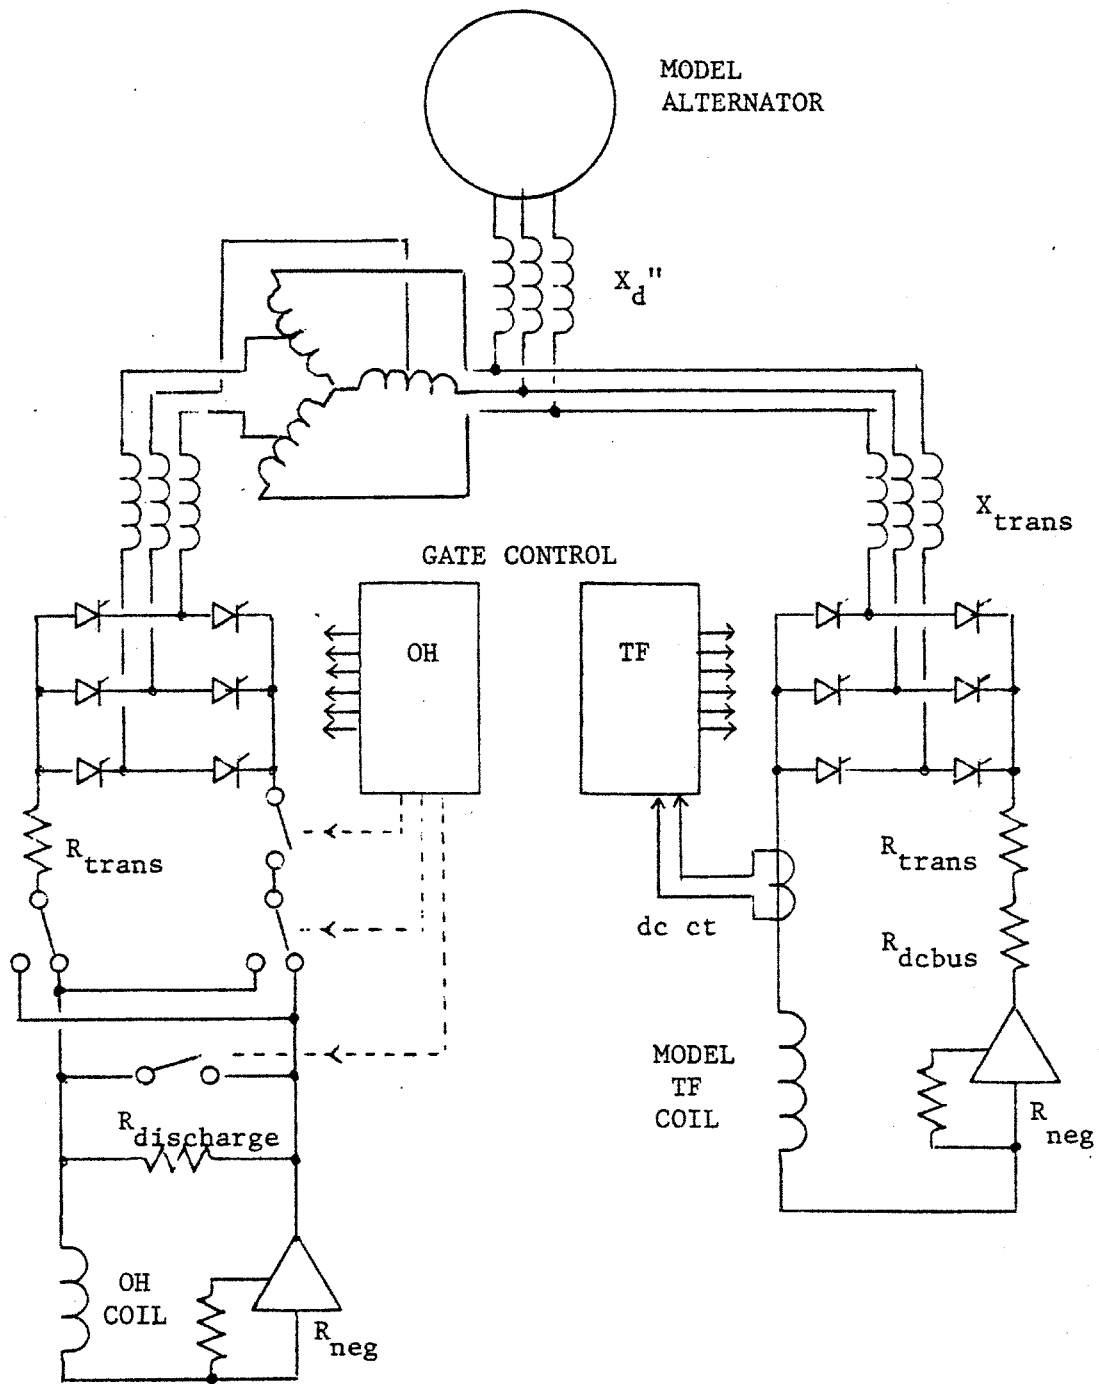 MODEL
ALTERNATOR
X_d"
X_trans
GATE CONTROL
OH
TF
R_trans
R_trans
dc ct
R_dcbus
MODEL
TF
COIL
R_neg
R_discharge
OH
COIL
R_neg